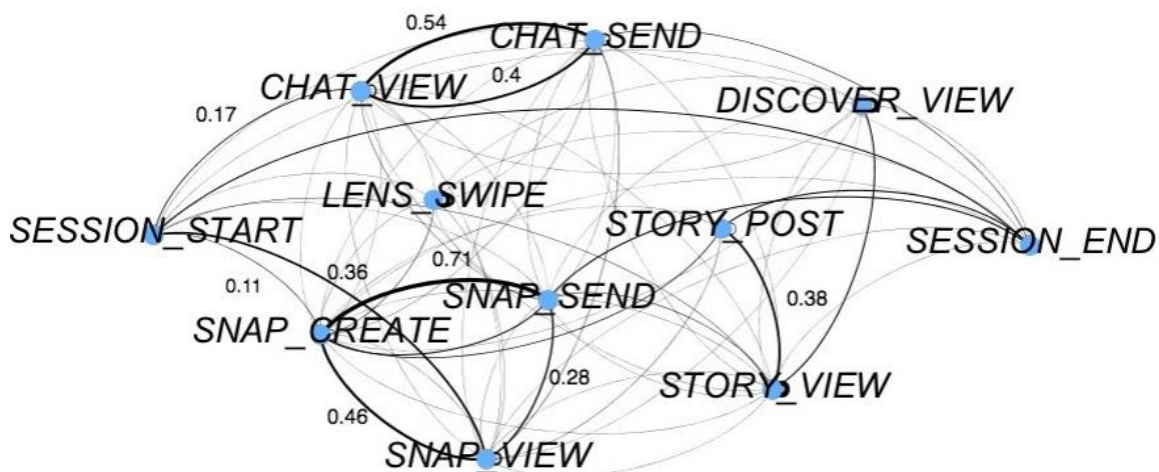 0.54
CHAT_SEND
CHAT_VIEW
0.4
DISCOVER_VIEW
0.17
LENS_SWIPE
STORY_POST
SESSION_START
SESSION_END
0.71
0.36
0.11
SNAP_SEND
0.38
SNAP_CREATE
0.28
STORY_VIEW
0.46
SNAP_VIEW